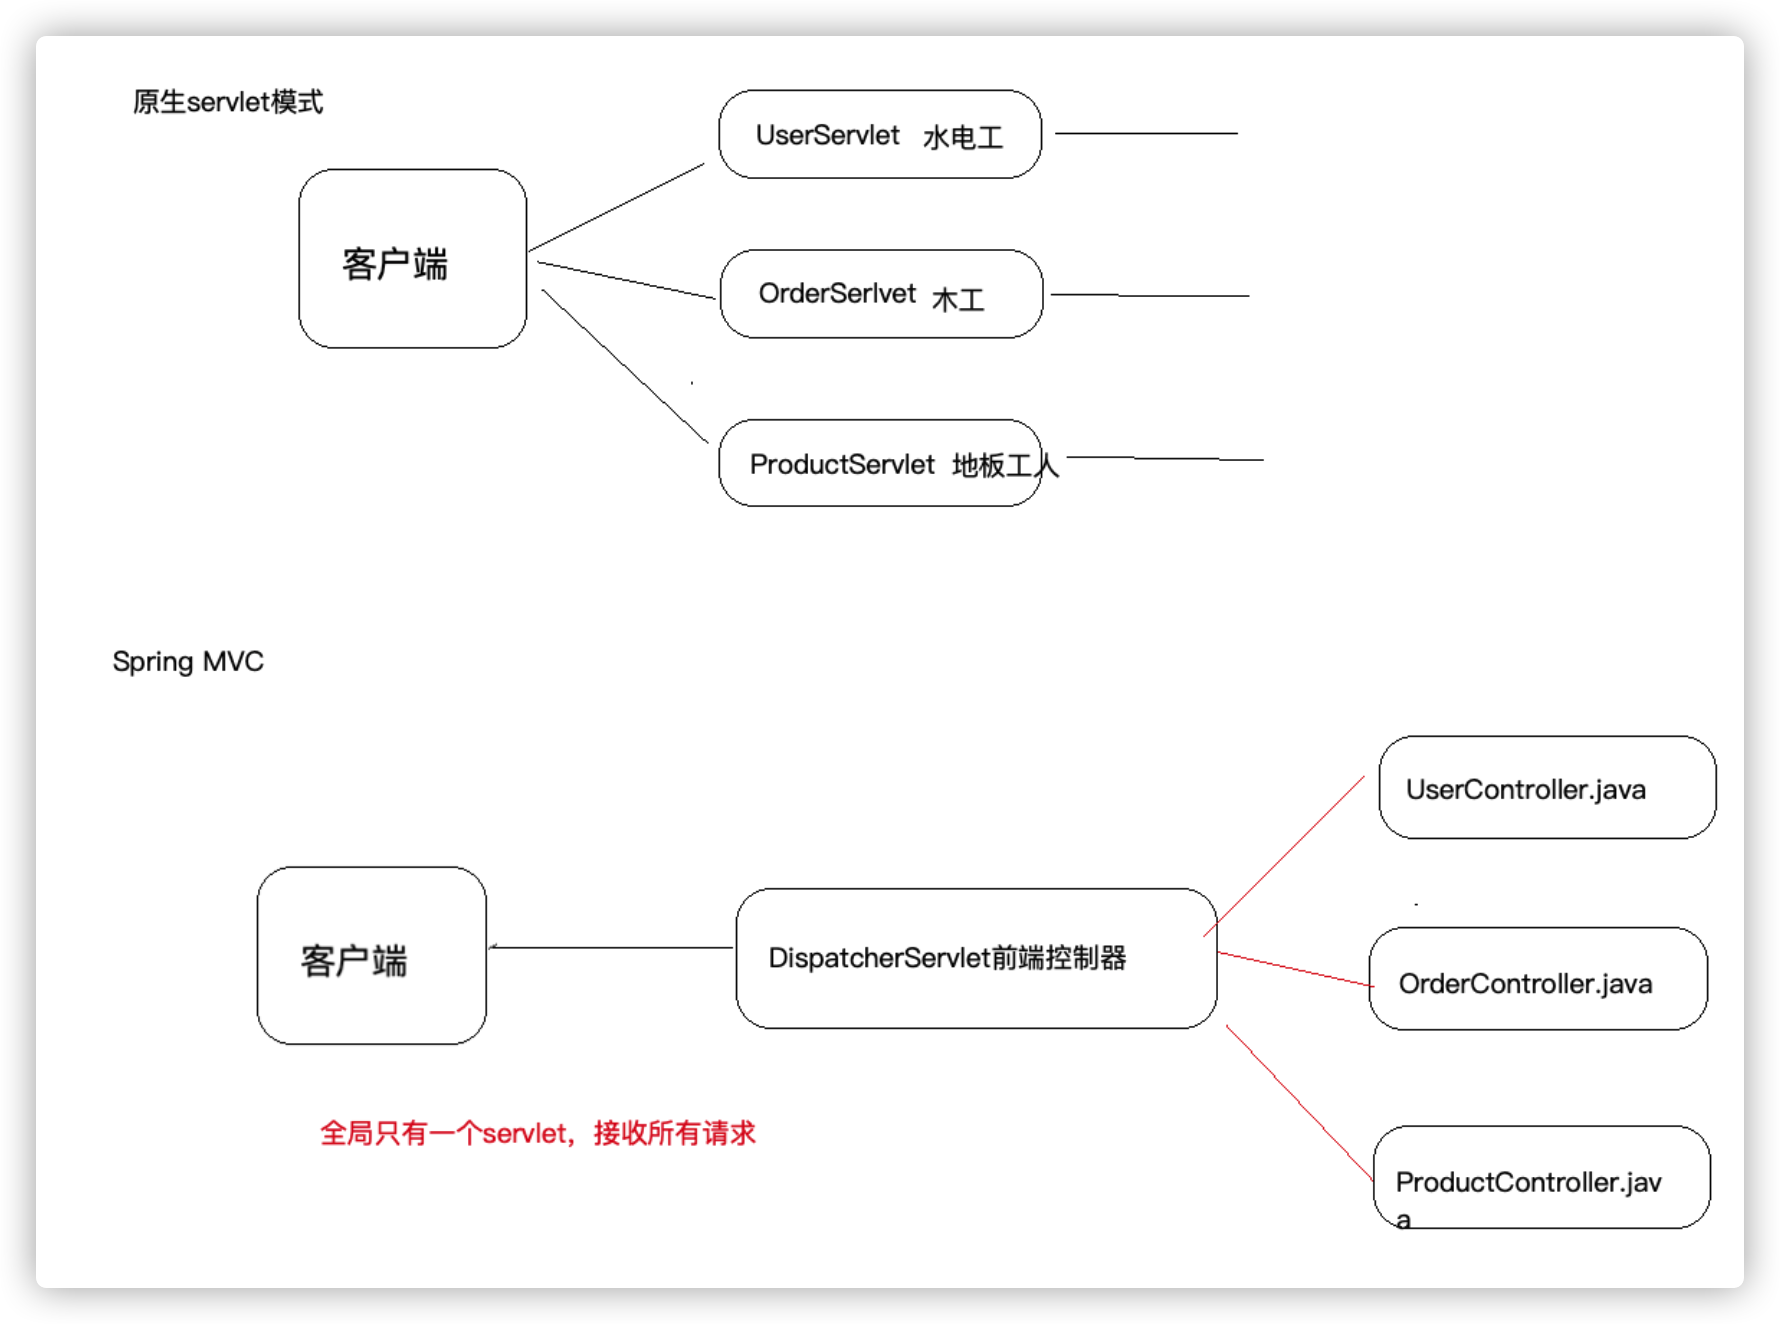 原生servlet模式
UserServlet 水电工
客户端
OrderSerlvet 木工
ProductServlet 地板工人
Spring MVC
UserController.java
客户端
DispatcherServlet前端控制器
OrderController.java
全局只有一个servlet，接收所有请求
ProductController.jav
a